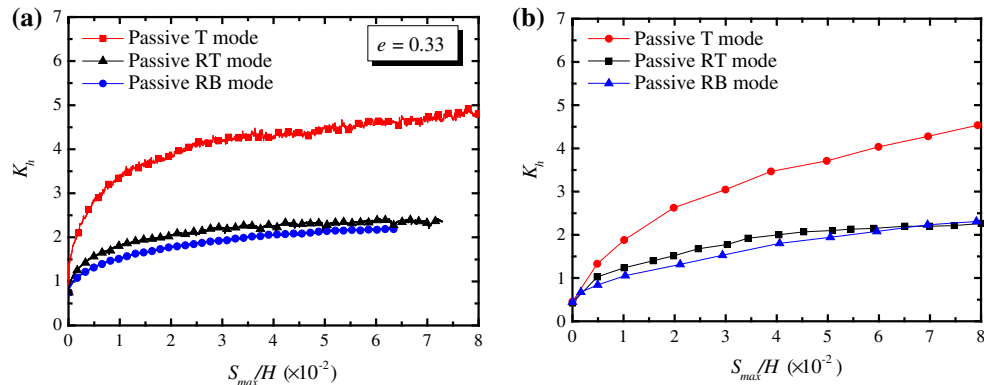 (a)
Passive T mode
Passive RT mode
Passive RB mode
e = 0.33
7
6
5
4
3
2
1
0
K_h
0 1 2 3 4 5 6 7 8
S_max/H (×10⁻²)
(b)
Passive T mode
Passive RT mode
Passive RB mode
7
6
5
4
3
2
1
0
K_h
0 1 2 3 4 5 6 7 8
S_max/H (×10⁻²)